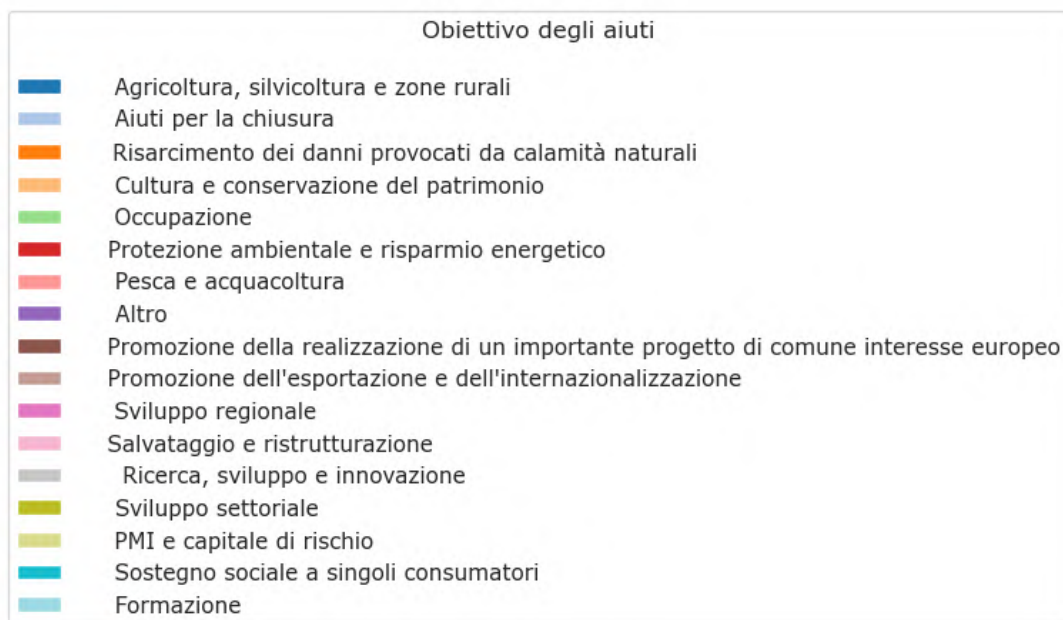 Obiettivo degli aiuti
Agricoltura, silvicoltura e zone rurali
Aiuti per la chiusura
Risarcimento dei danni provocati da calamità naturali
Cultura e conservazione del patrimonio
Occupazione
Protezione ambientale e risparmio energetico
Pesca e acquacoltura
Altro
Promozione della realizzazione di un importante progetto di comune interesse europeo
Promozione dell'esportazione e dell'internazionalizzazione
Sviluppo regionale
Salvataggio e ristrutturazione
Ricerca, sviluppo e innovazione
Sviluppo settoriale
PMI e capitale di rischio
Sostegno sociale a singoli consumatori
Formazione